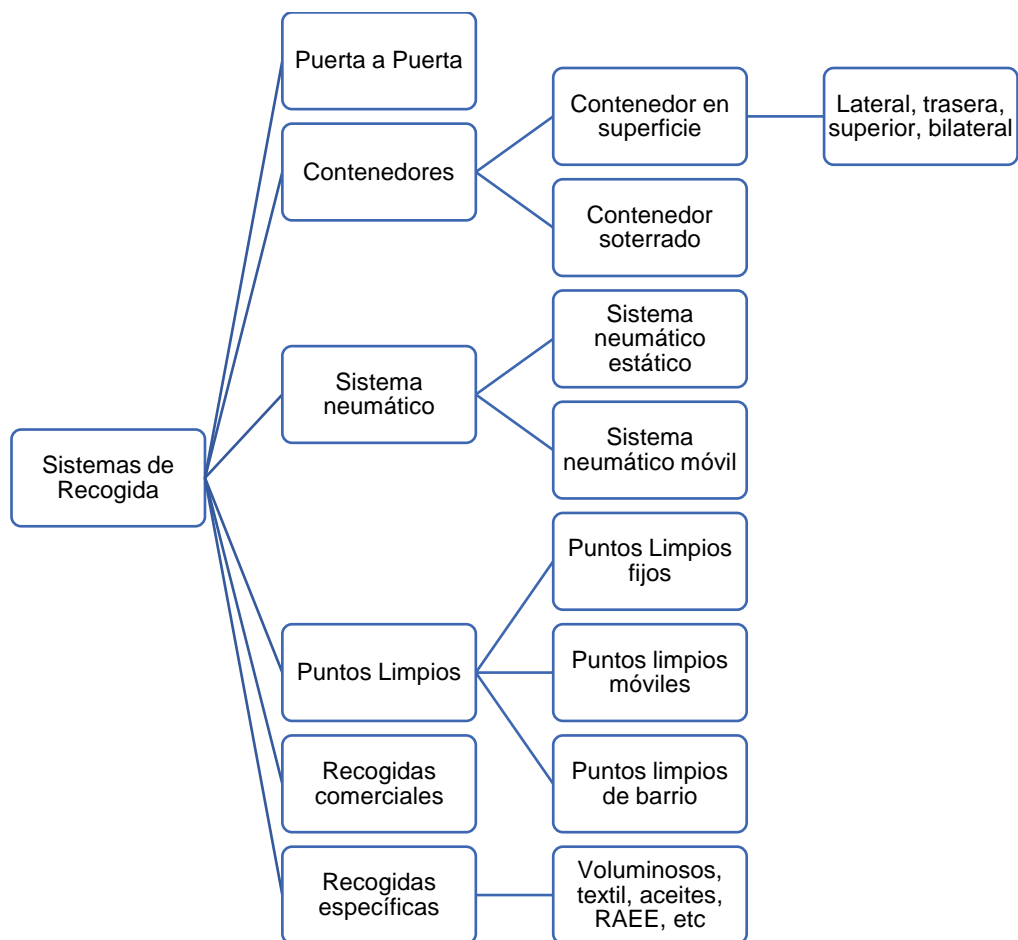 Sistemas de
Recogida
Puerta a Puerta
Contenedores
Contenedor en
superficie
Lateral, trasera,
superior, bilateral
Contenedor
soterrado
Sistema
neumático
Sistema
neumático
estático
Sistema
neumático móvil
Puntos Limpios
Puntos Limpios
fijos
Puntos limpios
móviles
Puntos limpios
de barrio
Recogidas
comerciales
Recogidas
específicas
Voluminosos,
textil, aceites,
RAEE, etc